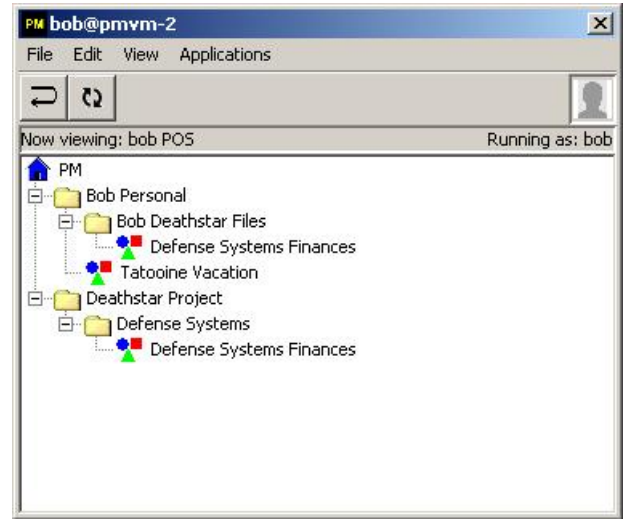 PM bob@pmvm-2
File Edit View Applications
Now viewing: bob POS Running as: bob
PM
Bob Personal
Bob Deathstar Files
Defense Systems Finances
Tatooine Vacation
Deathstar Project
Defense Systems
Defense Systems Finances